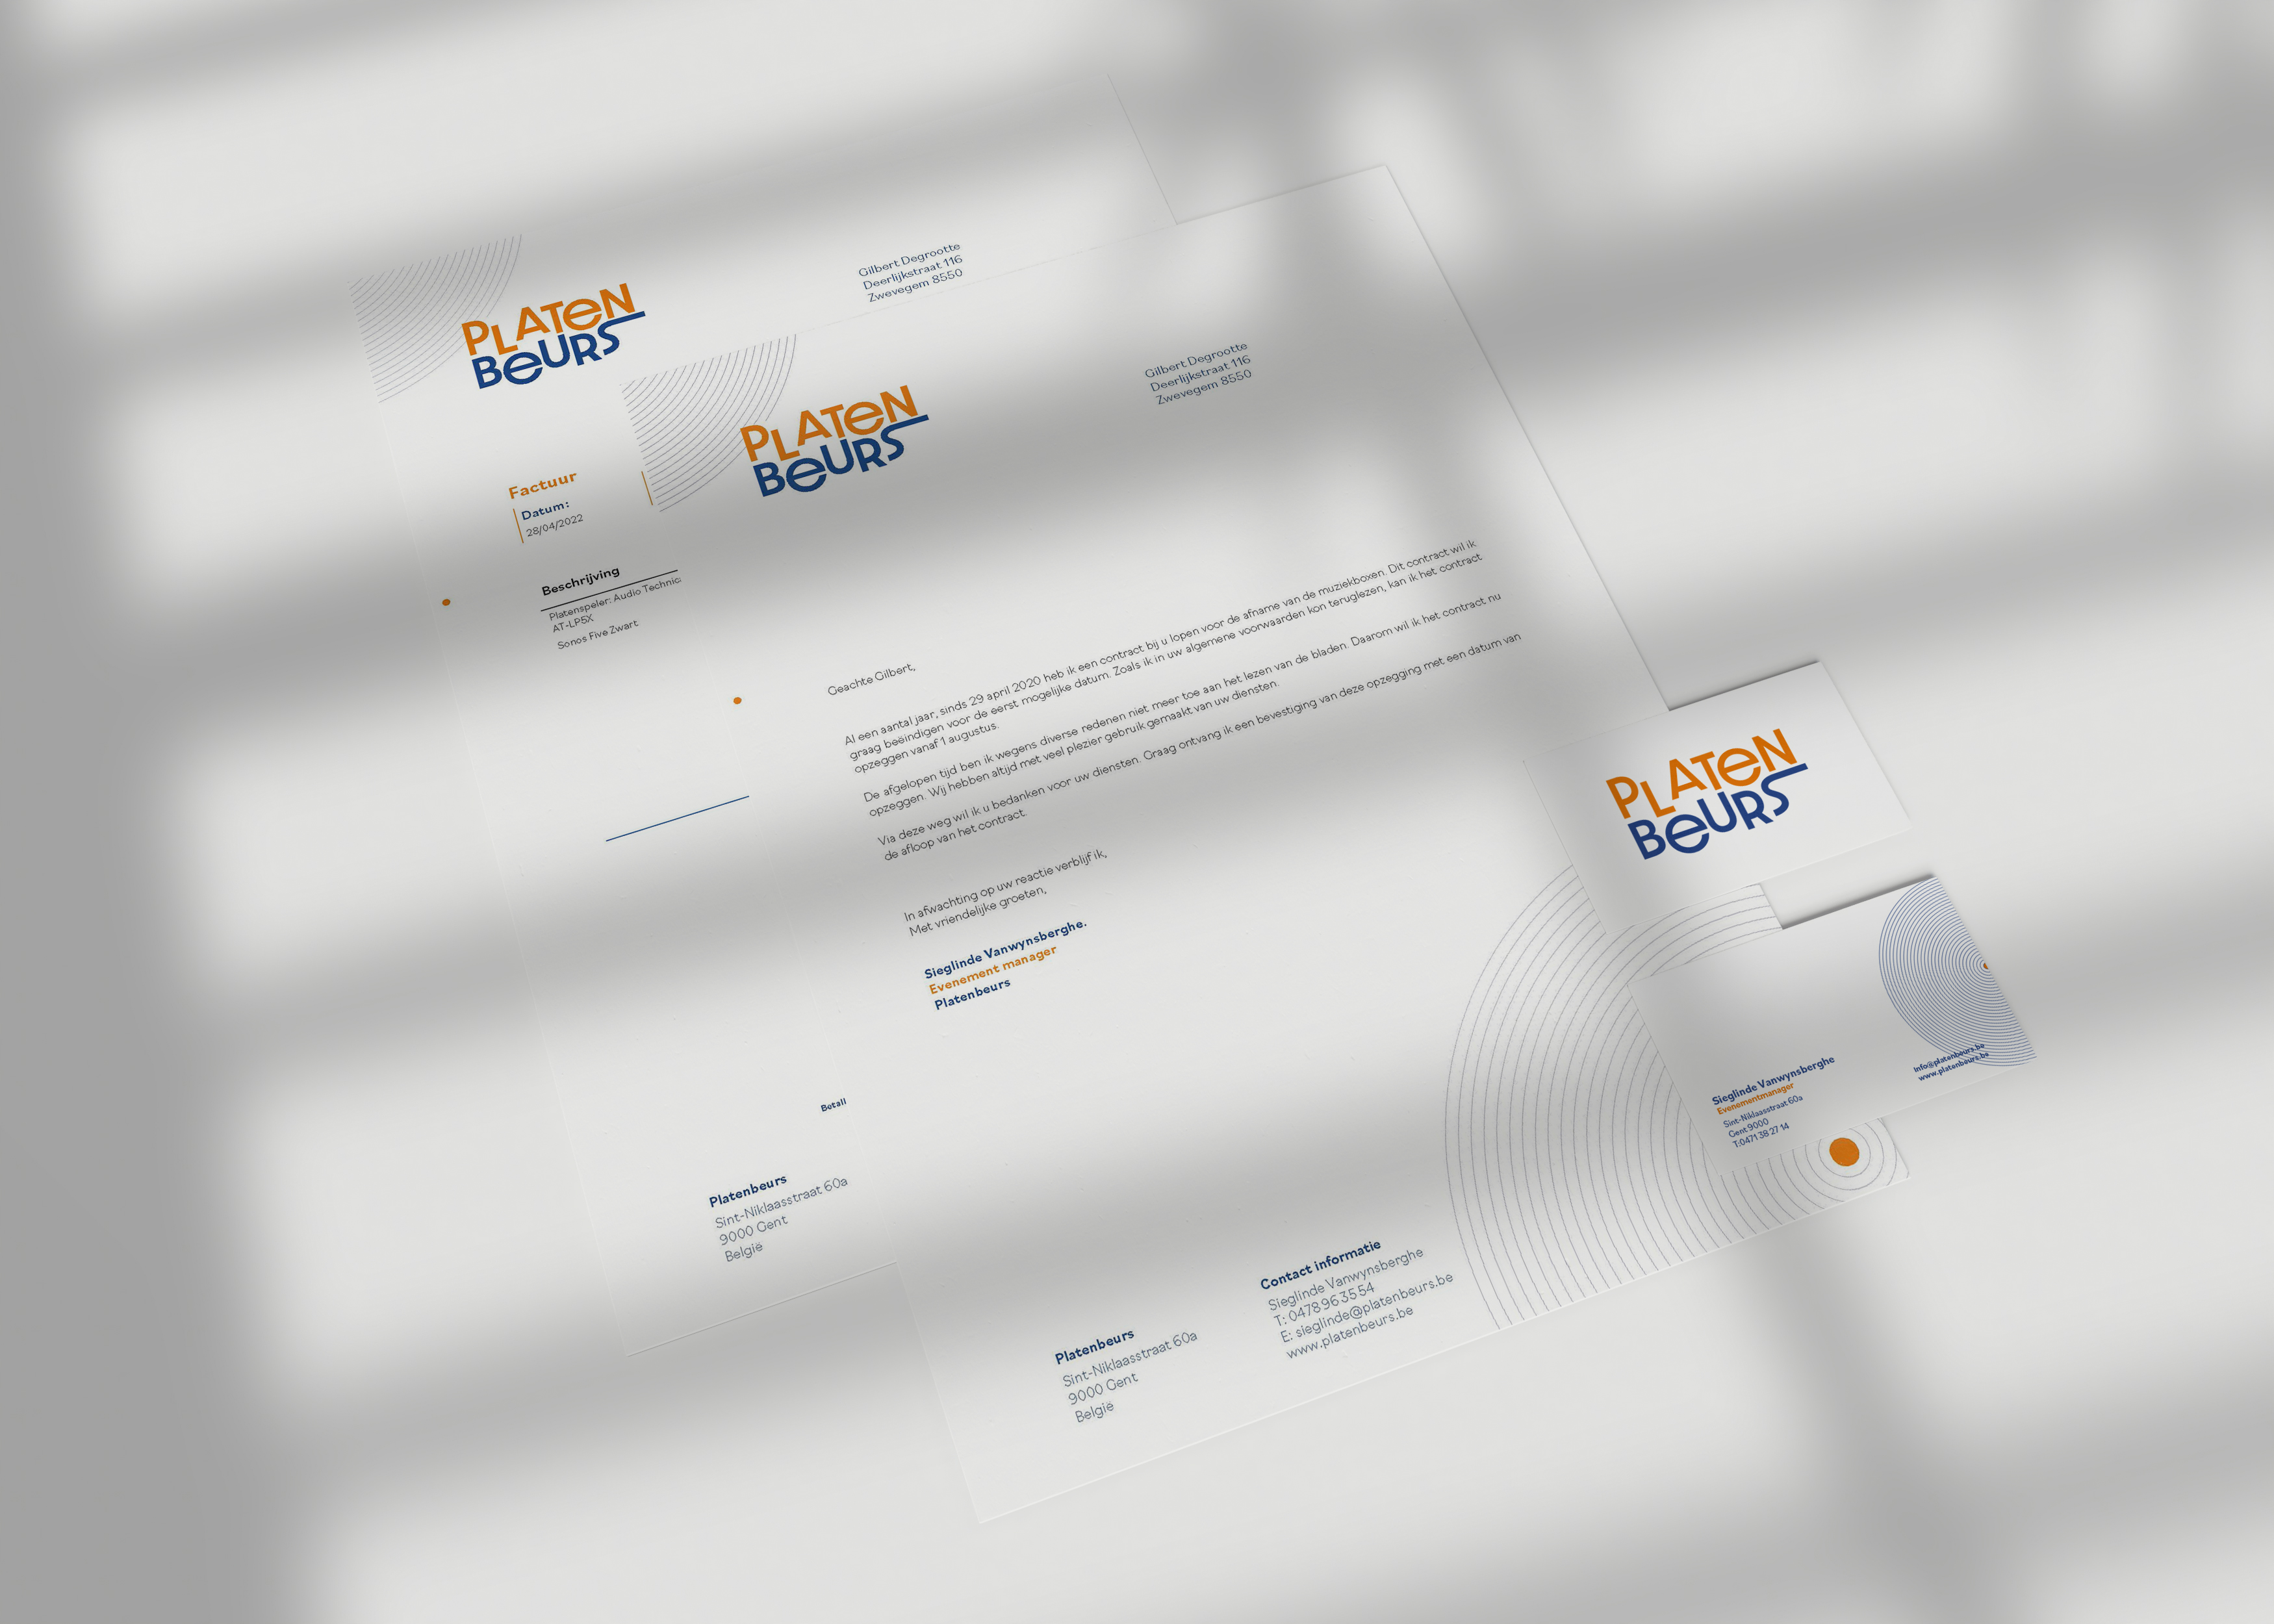 PLATEN
BEURS
Gilbert Degrootte
Deerlijkstraat 116
Zwevegem 8550
Factuur
Datum:
28/04/2022
Beschrijving
Platenspeler: Audio Technic
AT-LP5X
Sonos Five Zwart
Betall
Platenbeurs
Sint-Niklaasstraat 60a
9000 Gent
België
PLATEN
BEURS
Gilbert Degrootte
Deerlijkstraat 116
Zwevegem 8550
Geachte Gilbert,
Al een aantal jaar, sinds 29 april 2020 heb ik een contract bij u lopen voor de afname van de muziekboxen. Dit contract wil ik
graag beëindigen voor de eerst mogelijke datum. Zoals ik in uw algemene voorwaarden kon teruglezen, kan ik het contract
opzeggen vanaf 1 augustus.
De afgelopen tijd ben ik wegens diverse redenen niet meer toe aan het lezen van de bladen. Daarom wil ik het contract nu
opzeggen. Wij hebben altijd met veel plezier gebruik gemaakt van uw diensten.
Via deze weg wil ik u bedanken voor uw diensten. Graag ontvang ik een bevestiging van deze opzegging met een datum van
de afloop van het contract.
In afwachting op uw reactie verblijf ik,
Met vriendelijke groeten,
Sieglinde Vanwynsberghe.
Evenement manager
Platenbeurs
Platenbeurs
Sint-Niklaasstraat 60a
9000 Gent
België
Contact informatie
Sieglinde Vanwynsberghe
T: 0478963554
E: sieglinde@platenbeurs.be
www.platenbeurs.be
PLATEN
BEURS
Sieglinde Vanwynsberghe
Evenementmanager
Sint-Niklaasstraat 60a
Gent 9000
T:0471 38 27 14
Info@platenbeurs.be
www.platenbeurs.be